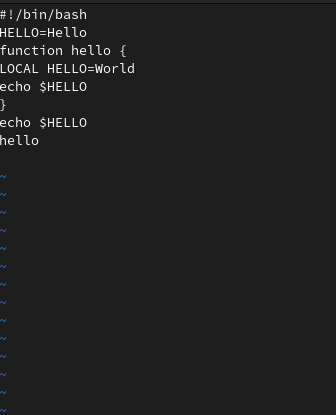 #!/bin/bash
HELLO=Hello
function hello {
LOCAL HELLO=World
echo $HELLO
}
echo $HELLO
hello
~
~
~
~
~
~
~
~
~
~
~
~
~
~